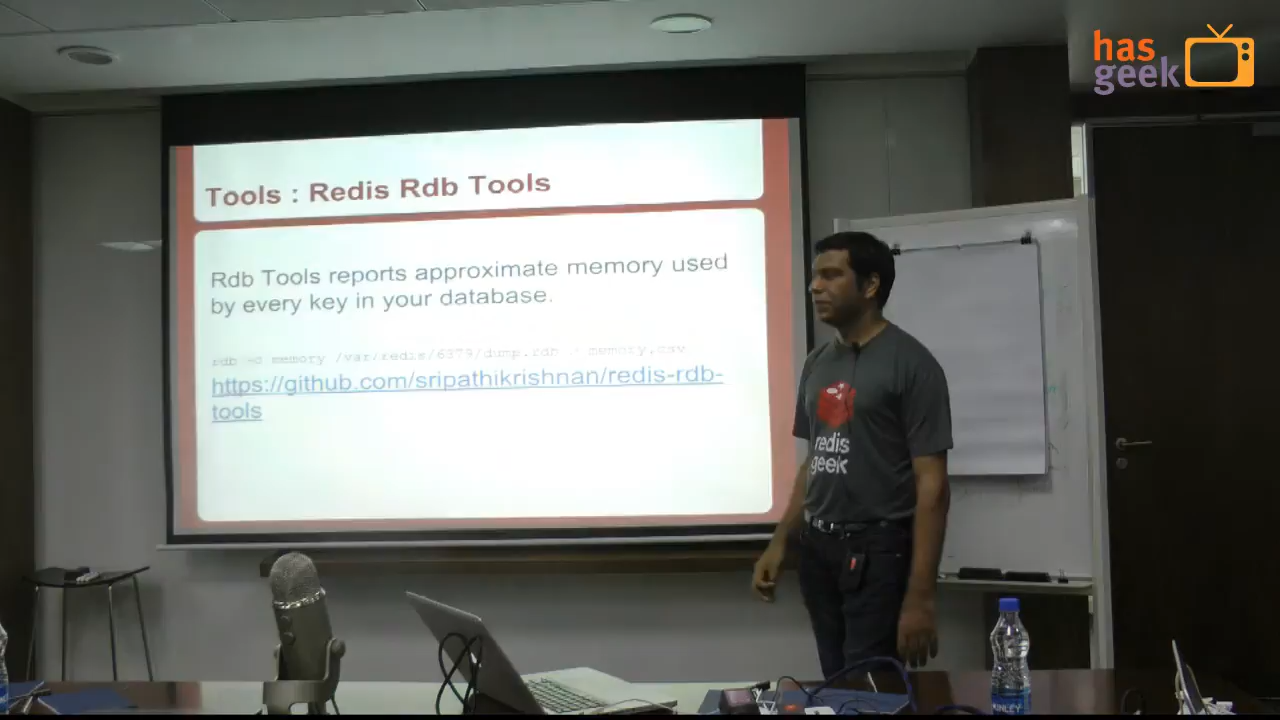 has
geek
Tools : Redis Rdb Tools
Rdb Tools reports approximate memory used
by every key in your database.
rdb -c memory /var/redis/6379/dump.rdb > memory.csv
https://github.com/sripathikrishnan/redis-rdb-
tools
redis
geek